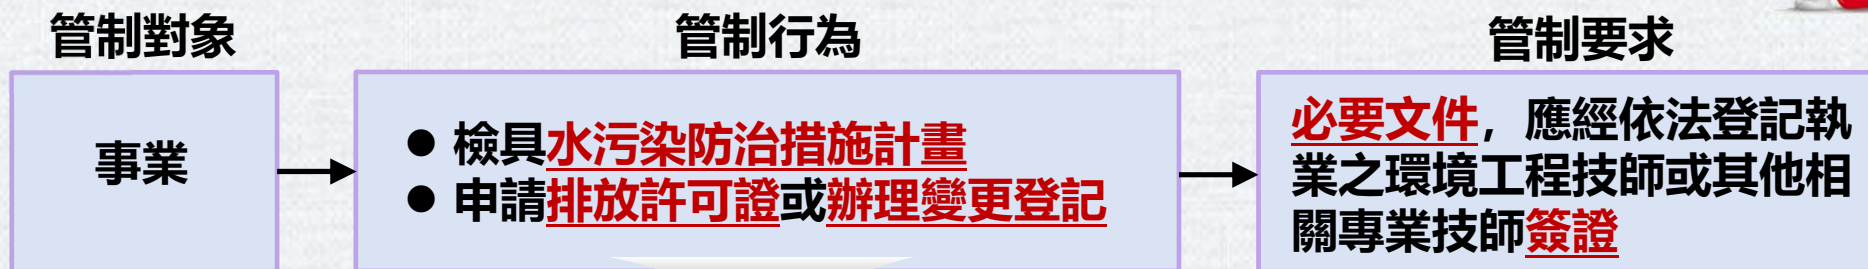 管制對象
事業
管制行為
● 檢具水污染防治措施計畫
● 申請排放許可證或辦理變更登記
管制要求
必要文件，應經依法登記執
業之環境工程技師或其他相
關專業技師簽證